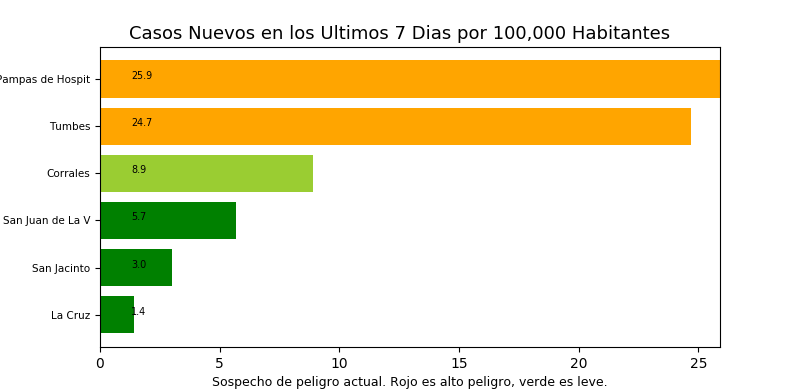 Casos Nuevos en los Ultimos 7 Dias por 100,000 Habitantes
Pampas de Hospit 25.9
Tumbes 24.7
Corrales 8.9
San Juan de La V 5.7
San Jacinto 3.0
La Cruz 1.4
0 5 10 15 20 25
Sospecho de peligro actual. Rojo es alto peligro, verde es leve.